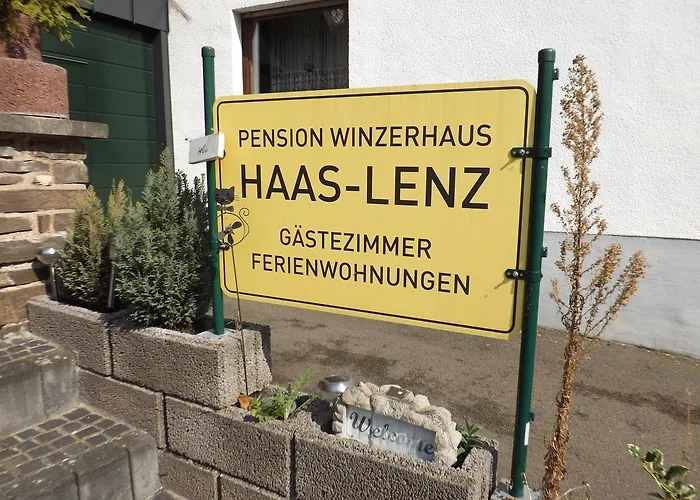 PENSION WINZERHAUS
HAAS-LENZ
GÄSTEZIMMER
FERIENWOHNUNGEN
Welcome